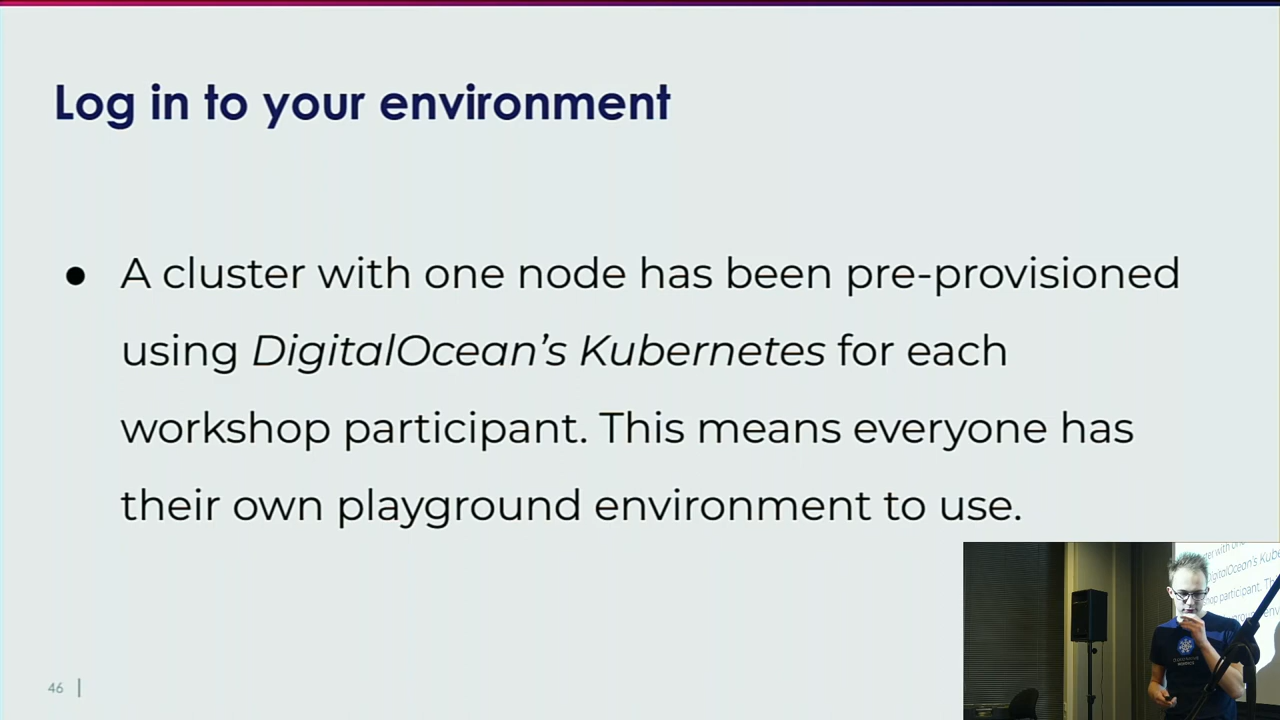 Log in to your environment
● A cluster with one node has been pre-provisioned
using DigitalOcean’s Kubernetes for each
workshop participant. This means everyone has
their own playground environment to use.
46 |